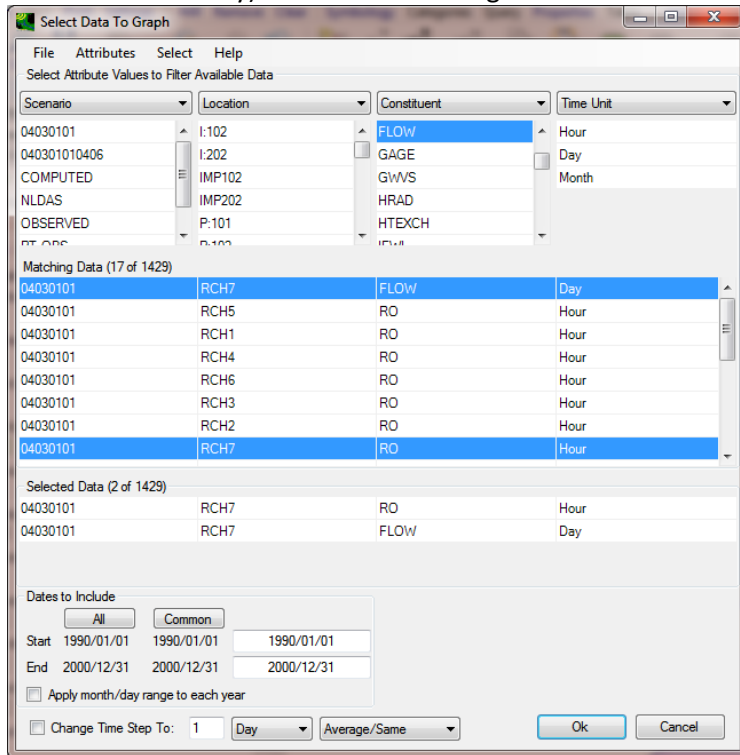 Select Data To Graph
File Attributes Select Help
Select Attribute Values to Filter Available Data
Scenario Location Constituent Time Unit
04030101 I:102 FLOW Hour
040301010406 I:202 GAGE Day
COMPUTED IMP102 GWVS Month
NLDAS IMP202 HRAD
OBSERVED P:101 HTEXCH
Matching Data (17 of 1429)
04030101 RCH7 FLOW Day
04030101 RCH5 RO Hour
04030101 RCH1 RO Hour
04030101 RCH4 RO Hour
04030101 RCH6 RO Hour
04030101 RCH3 RO Hour
04030101 RCH2 RO Hour
04030101 RCH7 RO Hour
Selected Data (2 of 1429)
04030101 RCH7 RO Hour
04030101 RCH7 FLOW Day
Dates to Include
All Common
Start 1990/01/01 1990/01/01 1990/01/01
End 2000/12/31 2000/12/31 2000/12/31
Apply month/day range to each year
Change Time Step To: 1 Day Average/Same Ok Cancel